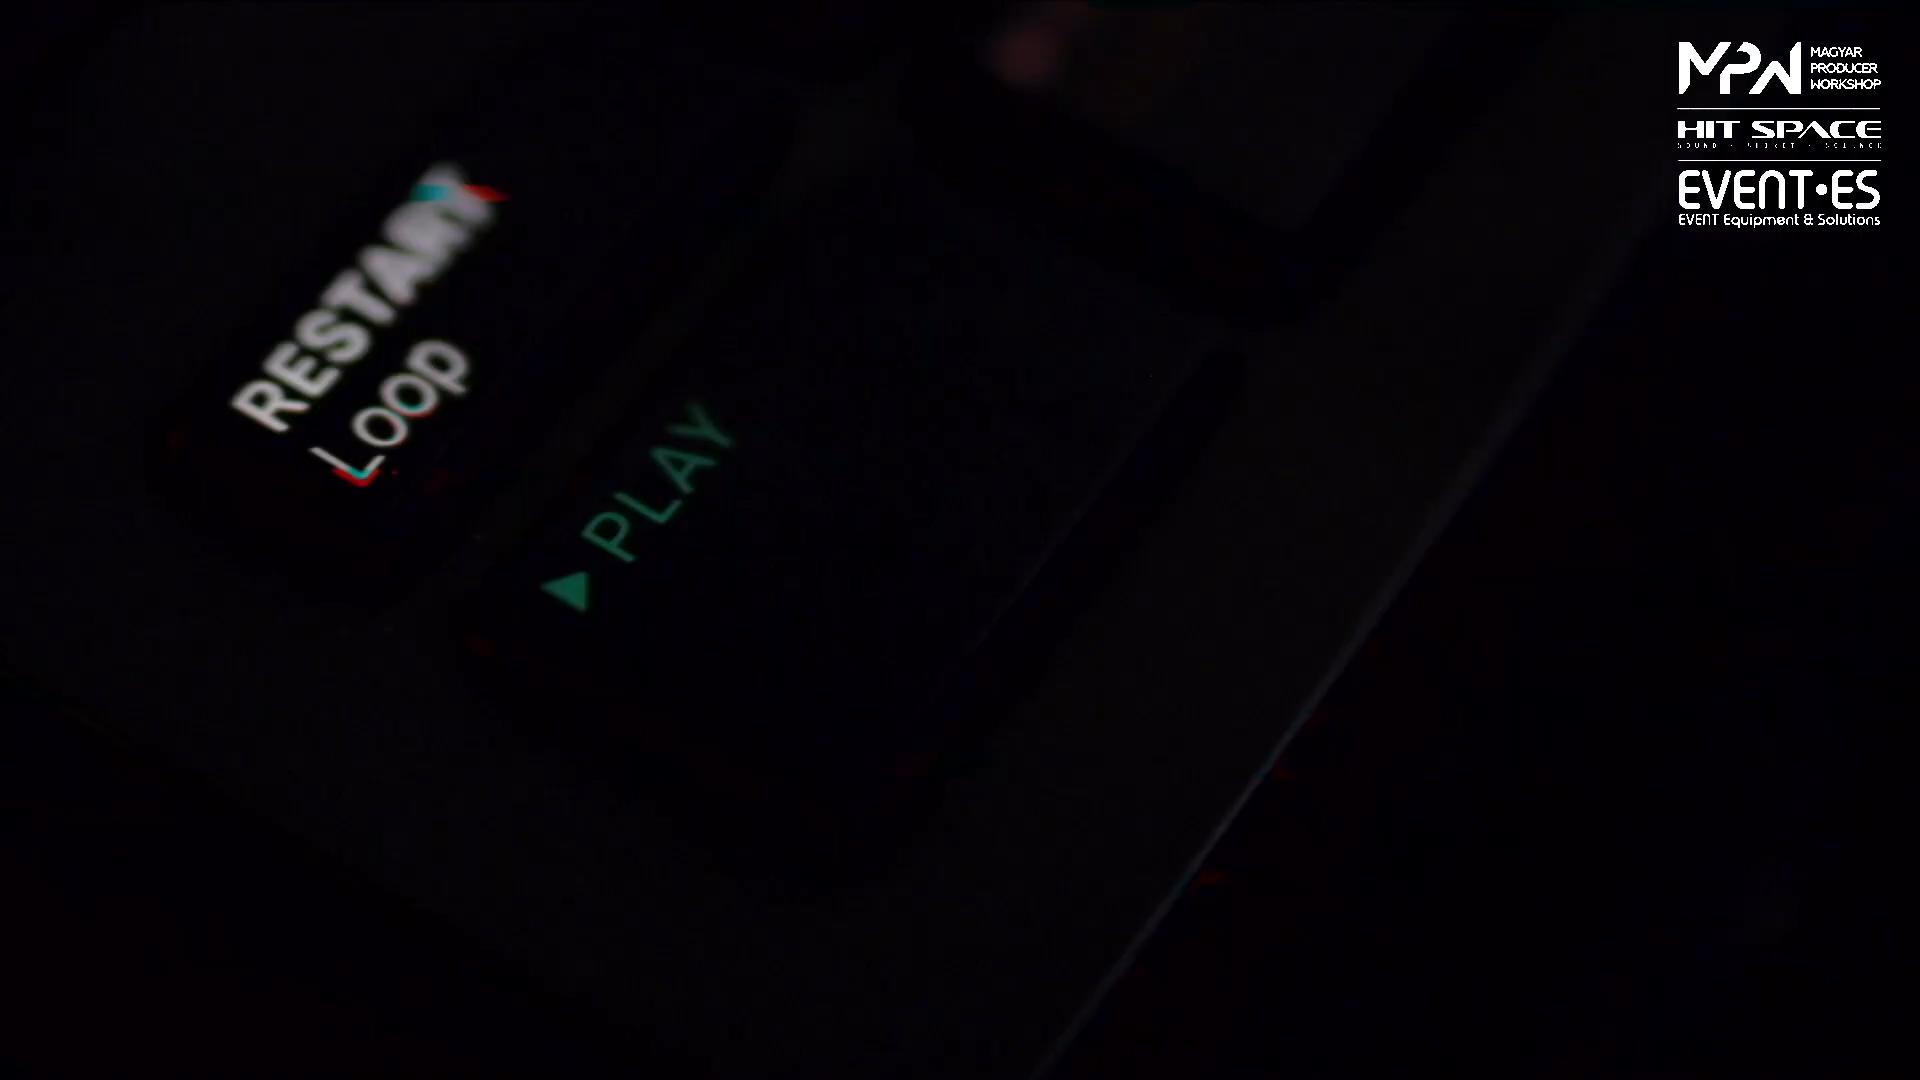 RESTART
Loop
PLAY
MPW
MAGYAR
PRODUCER
WORKSHOP
HIT SPACE
EVENT•ES
EVENT Equipment & Solutions